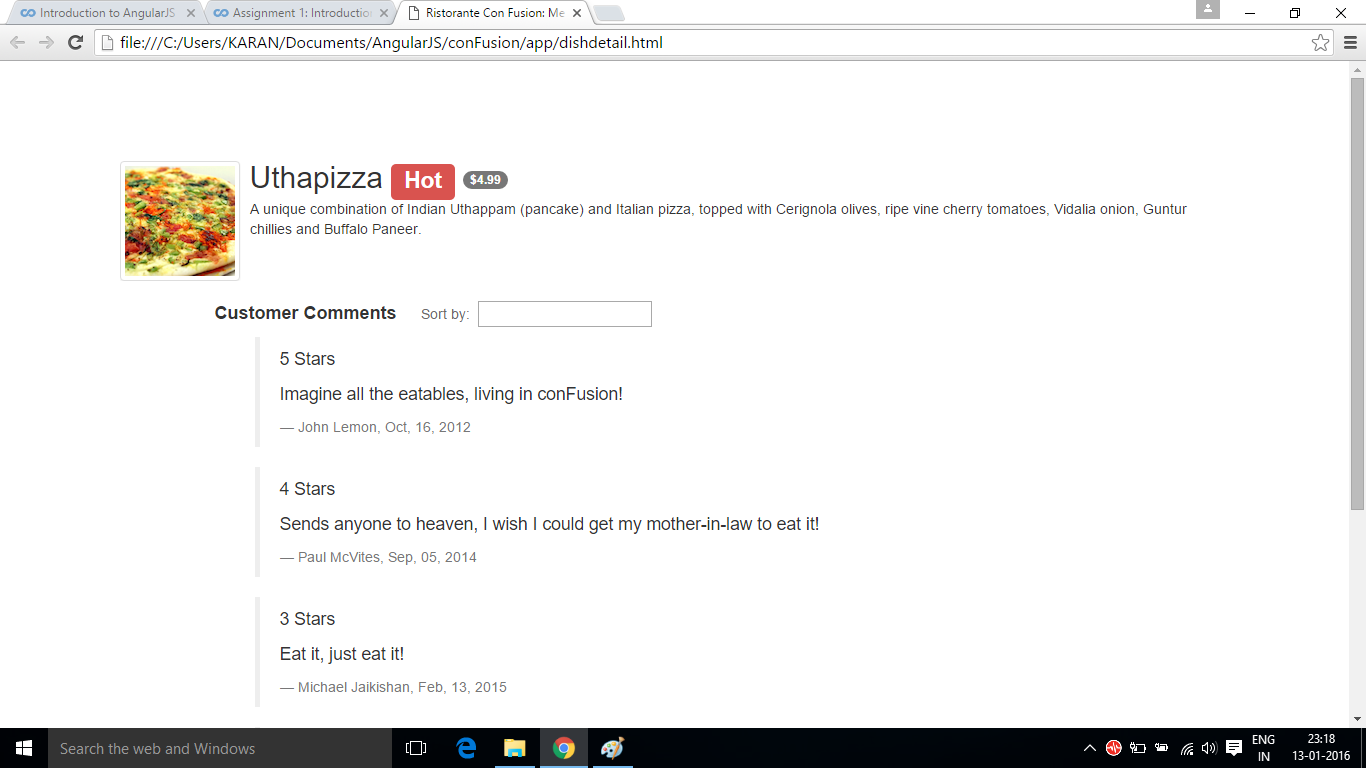 Introduction to AngularJS
Assignment 1: Introduction
Ristorante Con Fusion: Me
file:///C:/Users/KARAN/Documents/AngularJS/conFusion/app/dishdetail.html
Uthapizza Hot $4.99
A unique combination of Indian Uthappam (pancake) and Italian pizza, topped with Cerignola olives, ripe vine cherry tomatoes, Vidalia onion, Guntur
chillies and Buffalo Paneer.
Customer Comments Sort by:
5 Stars
Imagine all the eatables, living in conFusion!
— John Lemon, Oct, 16, 2012
4 Stars
Sends anyone to heaven, I wish I could get my mother-in-law to eat it!
— Paul McVites, Sep, 05, 2014
3 Stars
Eat it, just eat it!
— Michael Jaikishan, Feb, 13, 2015
Search the web and Windows
ENG
IN
23:18
13-01-2016